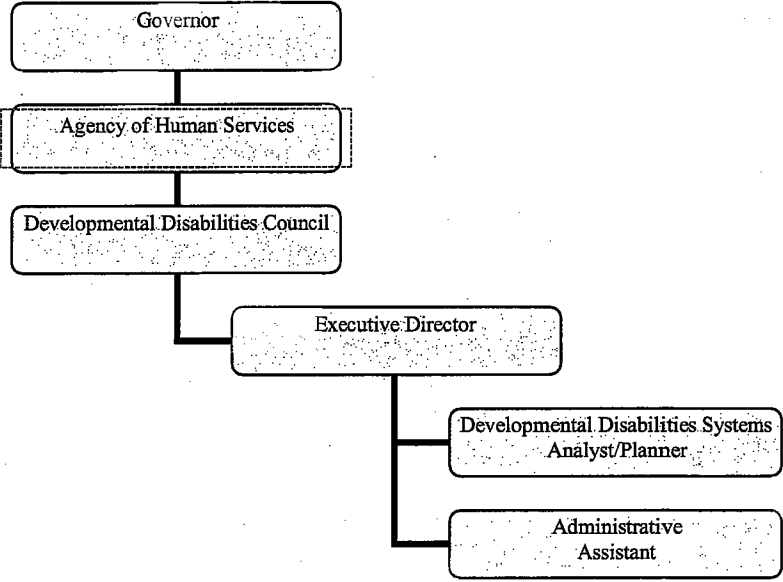 Governor
Agency of Human Services
Developmental Disabilities Council
Executive Director
Developmental Disabilities Systems
Analyst/Planner
Administrative
Assistant